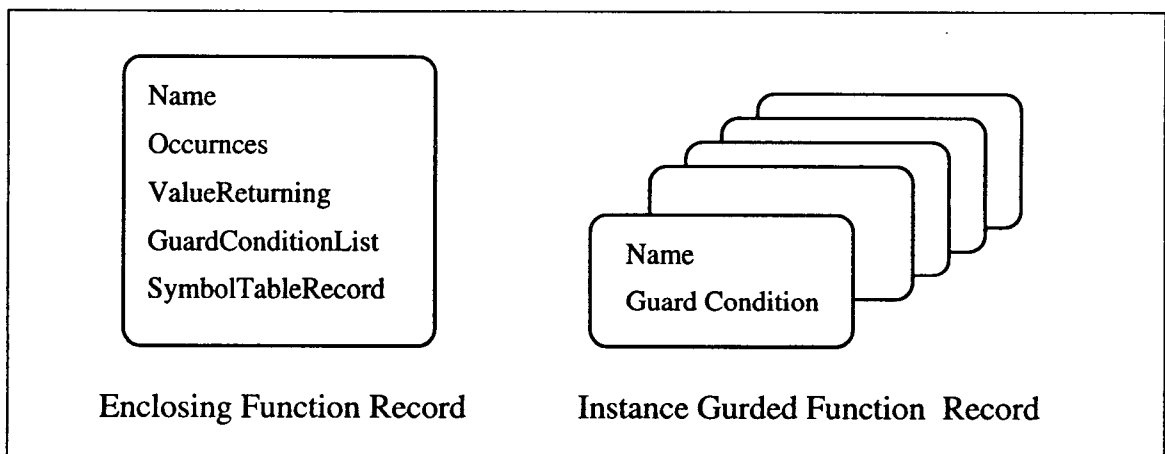 Name
Occurnces
ValueReturning
GuardConditionList
SymbolTableRecord
Enclosing Function Record
Name
Guard Condition
Instance Gurded Function Record